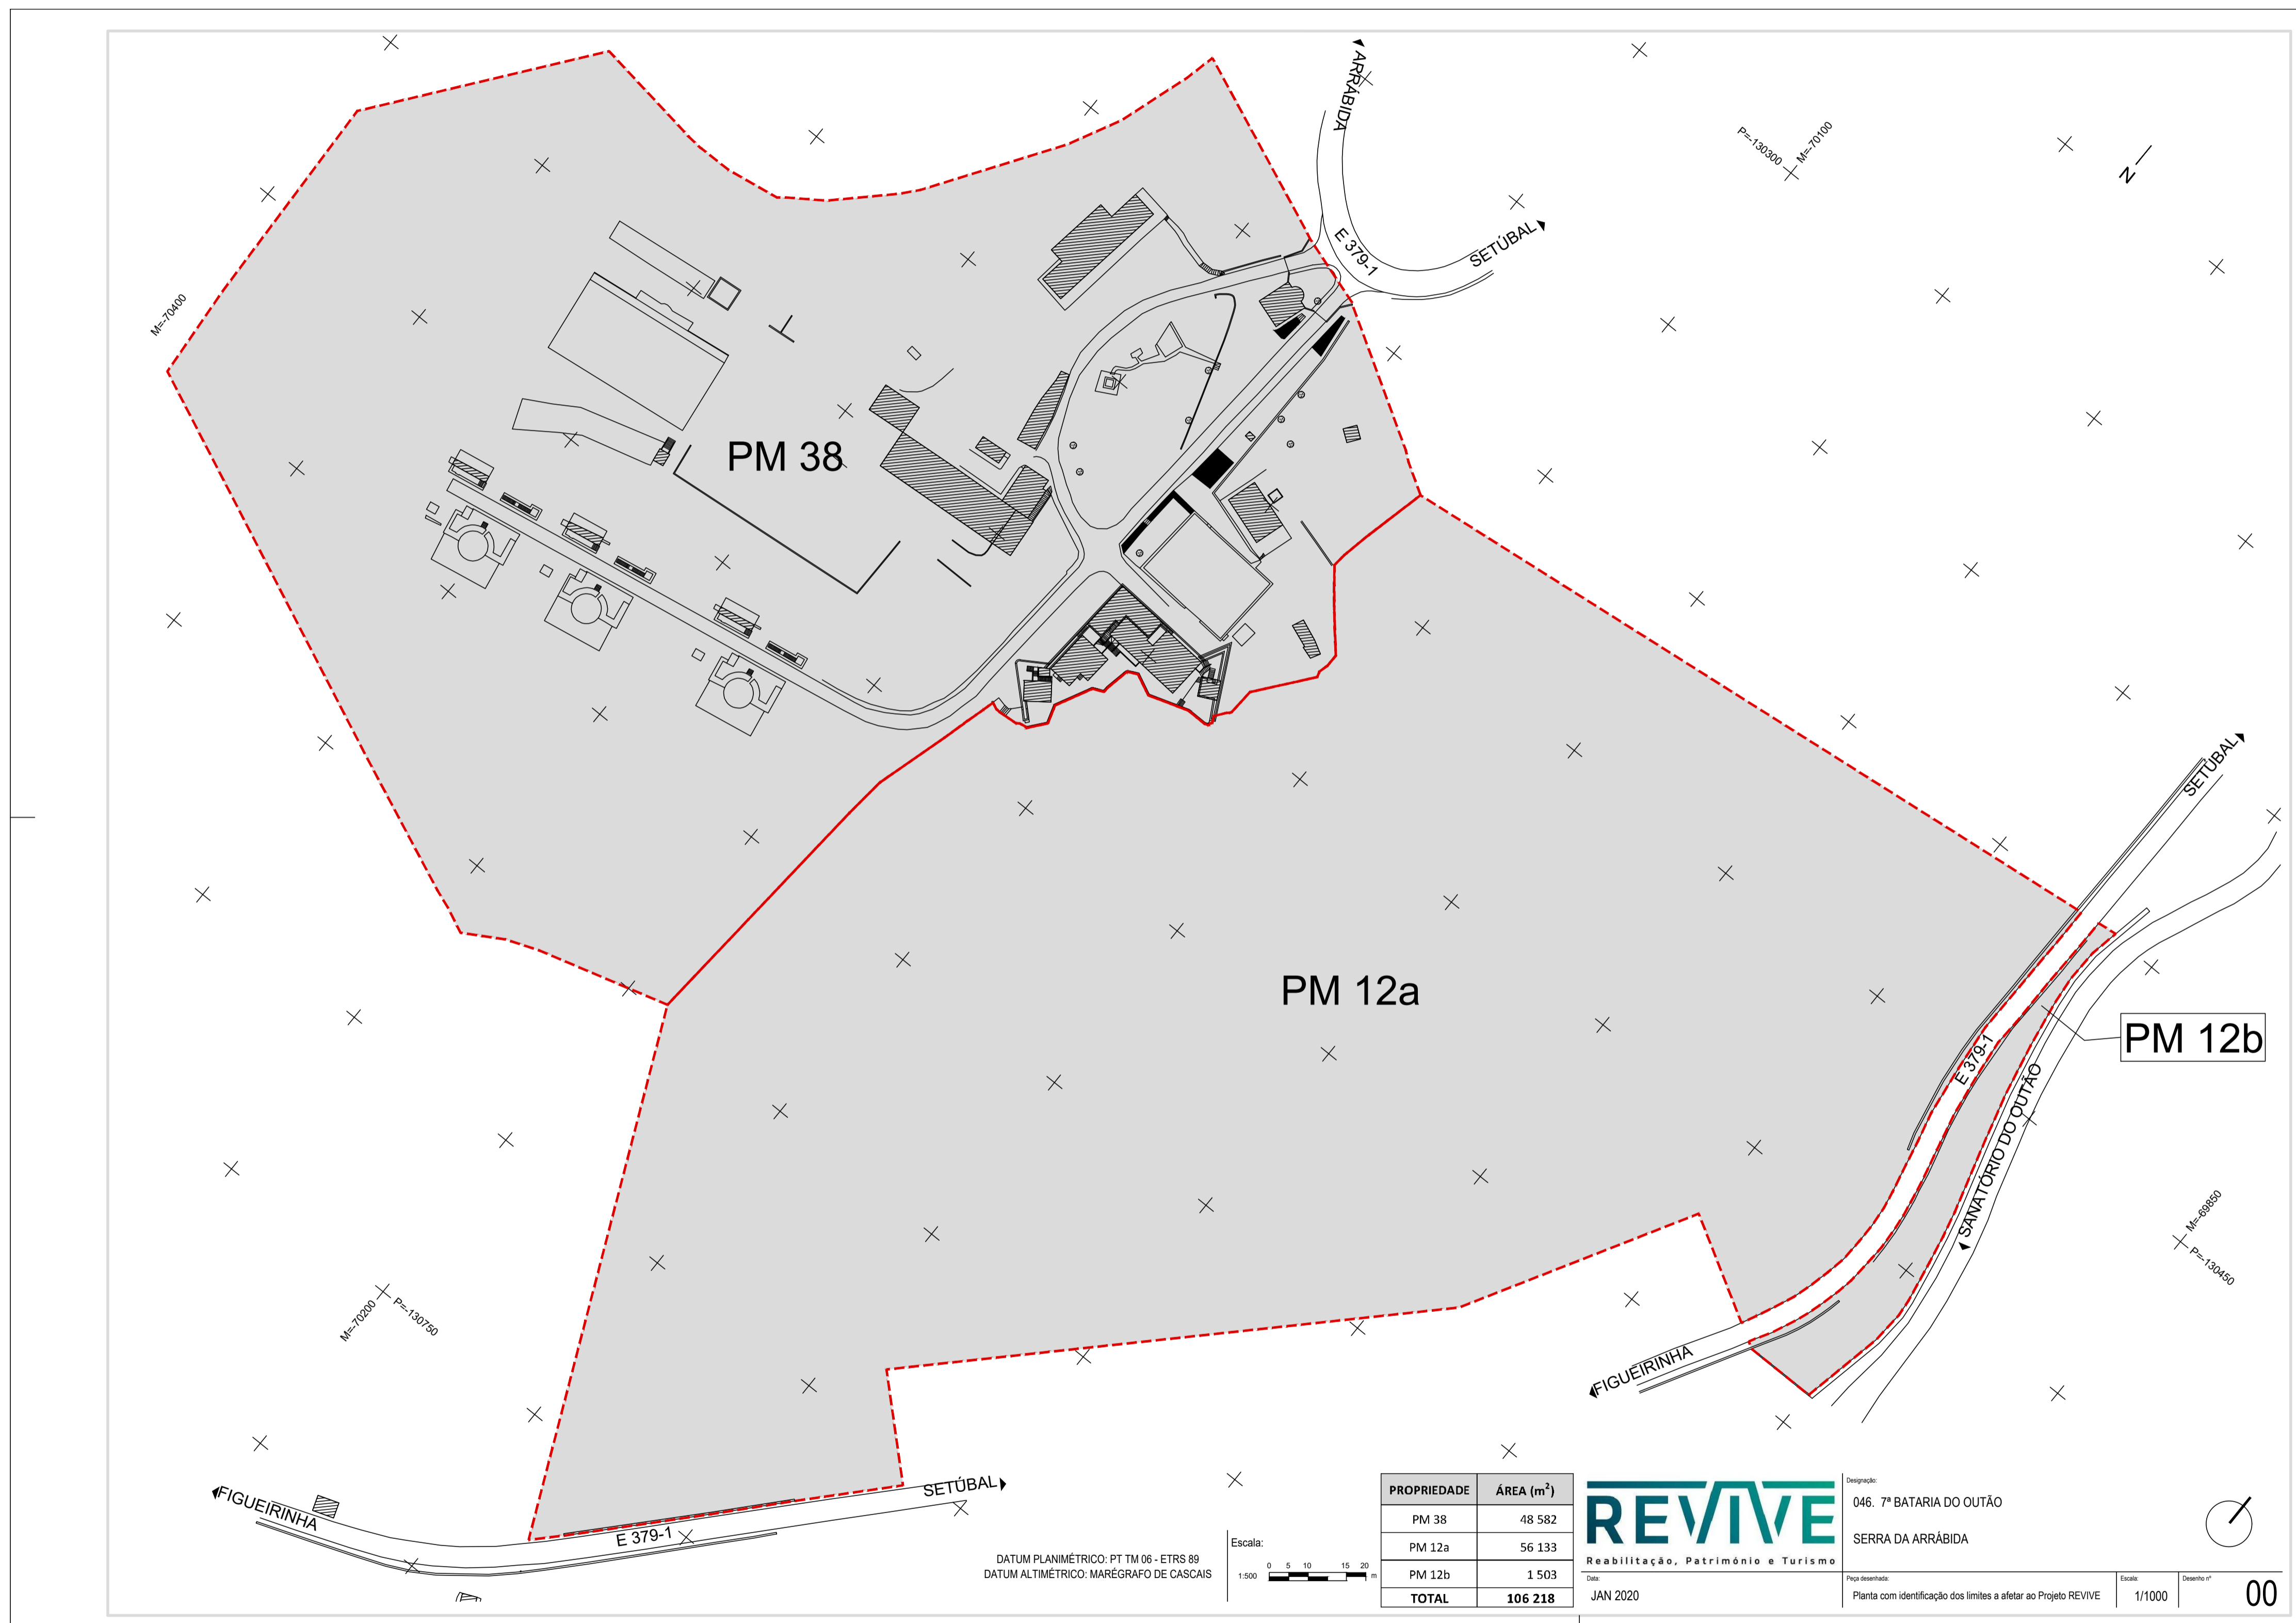 ARRÁBIDA
P=-130300
M=-70100
N
SETÚBAL
E 379-1
M=-70400
PM 38
SETÚBAL
PM 12a
PM 12b
E 379-1
SANATÓRIO DO OUTÃO
M=-69850
P=-130450
M=-70200
P=-130750
FIGUEIRINHA
FIGUEIRINHA
SETÚBAL
E 379-1
DATUM PLANIMÉTRICO: PT TM 06 - ETRS 89
DATUM ALTIMÉTRICO: MARÉGRAFO DE CASCAIS
Escala:
1:500
0 5 10 15 20 m
PROPRIEDADE ÁREA (m²)
PM 38 48 582
PM 12a 56 133
PM 12b 1 503
TOTAL 106 218
REVIVE
Reabilitação, Património e Turismo
Data:
JAN 2020
Designação:
046. 7ª BATARIA DO OUTÃO
SERRA DA ARRÁBIDA
Peça desenhada:
Planta com identificação dos limites a afetar ao Projeto REVIVE
Escala:
1/1000
Desenho nº
00